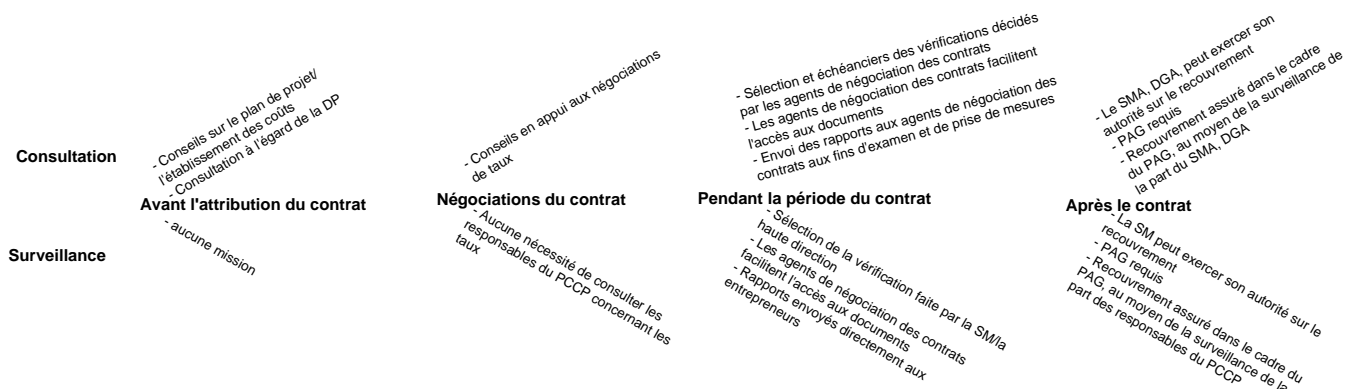 Consultation
- Conseils sur le plan de projet/
l'établissement des coûts
- Consultation à l'égard de la DP
- Conseils en appui aux négociations
de taux
- Sélection et échéanciers des vérifications décidés
par les agents de négociation des contrats
- Les agents de négociation des contrats facilitent
l'accès aux documents
- Envoi des rapports aux agents de négociation des
contrats aux fins d'examen et de prise de mesures
- Le SMA, DGA, peut exercer son
autorité sur le recouvrement
- PAG requis
- Recouvrement assuré dans le cadre
du PAG, au moyen de la surveillance de
la part du SMA, DGA
Avant l'attribution du contrat
Négociations du contrat
Pendant la période du contrat
Après le contrat
Surveillance
- aucune mission
- Aucune nécessité de consulter les
responsables du PCCP concernant les
taux
- Sélection de la vérification faite par la SM/la
haute direction
- Les agents de négociation des contrats
facilitent l'accès aux documents
- Rapports envoyés directement aux
entrepreneurs
- La SM peut exercer son autorité sur le
recouvrement
- PAG requis
- Recouvrement assuré dans le cadre du
PAG, au moyen de la surveillance de la
part des responsables du PCCP